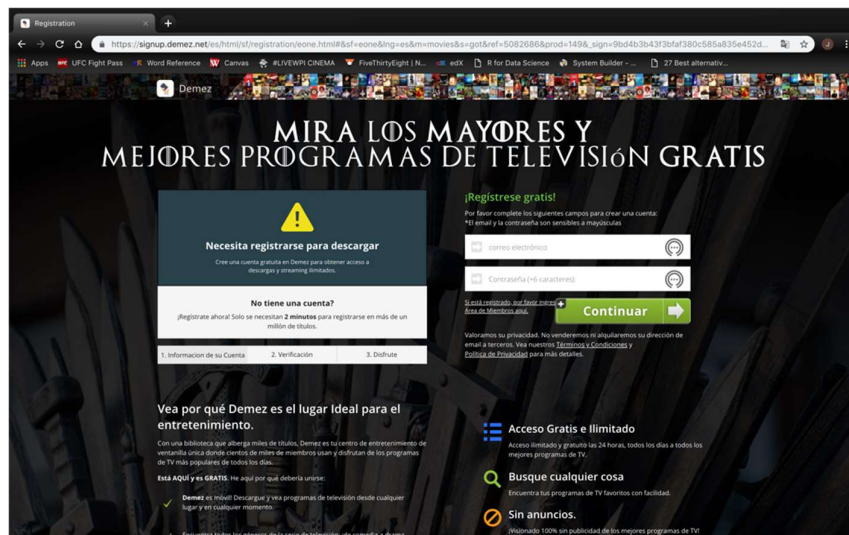 Registration
https://signup.demez.net/es/html/sf/registration/eone.html#&sf=eone&lng=es&m=movies&s=got&ref=5082686&prod=149&_sign=9bd4b3b43f3bfaf380c585a835e452d...
Apps UFC Fight Pass Word Reference Canvas #LIVEWPI CINEMA FiveThirtyEight | N... edX R for Data Science System Builder - ... 27 Best alternativ...
Demez
MIRA LOS MAYORES Y
MEJORES PROGRAMAS DE TELEVISIóN GRATIS
Necesita registrarse para descargar
Cree una cuenta gratuita en Demez para obtener acceso a
descargas y streaming ilimitados.
No tiene una cuenta?
¡Regístrate ahora! Solo se necesitan 2 minutos para registrarse en más de un
millón de títulos.
1. Informacion de su Cuenta 2. Verificación 3. Disfrute
¡Regístrese gratis!
Por favor complete los siguientes campos para crear una cuenta:
*El email y la contraseña son sensibles a mayúsculas
correo electrónico
Contraseña (+6 caracteres).
Si está registrado, por favor ingres
Área de Miembros aquí.
Continuar
Valoramos su privacidad. No venderemos ni alquilaremos su dirección de
email a terceros. Vea nuestros Términos y Condiciones y
Política de Privacidad para más detalles.
Vea por qué Demez es el lugar Ideal para el
entretenimiento.
Con una biblioteca que alberga miles de títulos, Demez es tu centro de entretenimiento de
ventanilla única donde cientos de miles de miembros usan y disfrutan de los programas
de TV más populares de todos los días.
Está AQUÍ y es GRATIS. He aquí por qué debería unirse:
Demez es móvil! Descargue y vea programas de televisión desde cualquier
lugar y en cualquier momento.
Acceso Gratis e Ilimitado
Acceso ilimitado y gratuito las 24 horas, todos los días a todos los
mejores programas de TV.
Busque cualquier cosa
Encuentra tus programas de TV favoritos con facilidad.
Sin anuncios.
¡Visionado 100% sin publicidad de los mejores programas de TV!